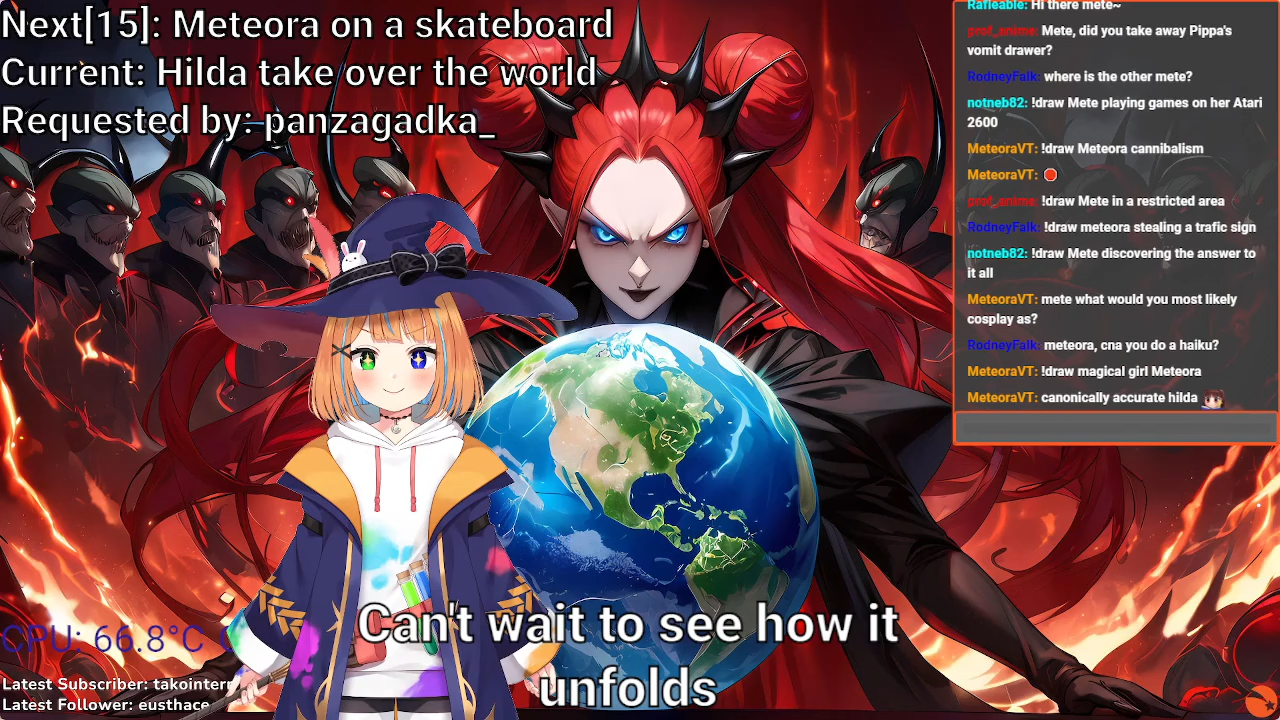 Next[15]: Meteora on a skateboard
Current: Hilda take over the world
Requested by: panzagadka_
Rafleable: Hi there mete~
prof_anime: Mete, did you take away Pippa's
vomit drawer?
RodneyFalk: where is the other mete?
notneb82: !draw Mete playing games on her Atari
2600
MeteoraVT: !draw Meteora cannibalism
MeteoraVT:
prof_anime: !draw Mete in a restricted area
RodneyFalk: !draw meteora stealing a trafic sign
notneb82: !draw Mete discovering the answer to
it all
MeteoraVT: mete what would you most likely
cosplay as?
RodneyFalk: meteora, cna you do a haiku?
MeteoraVT: !draw magical girl Meteora
MeteoraVT: canonically accurate hilda
Can't wait to see how it
unfolds
CPU: 66.8°C
Latest Subscriber: takointern
Latest Follower: eusthace